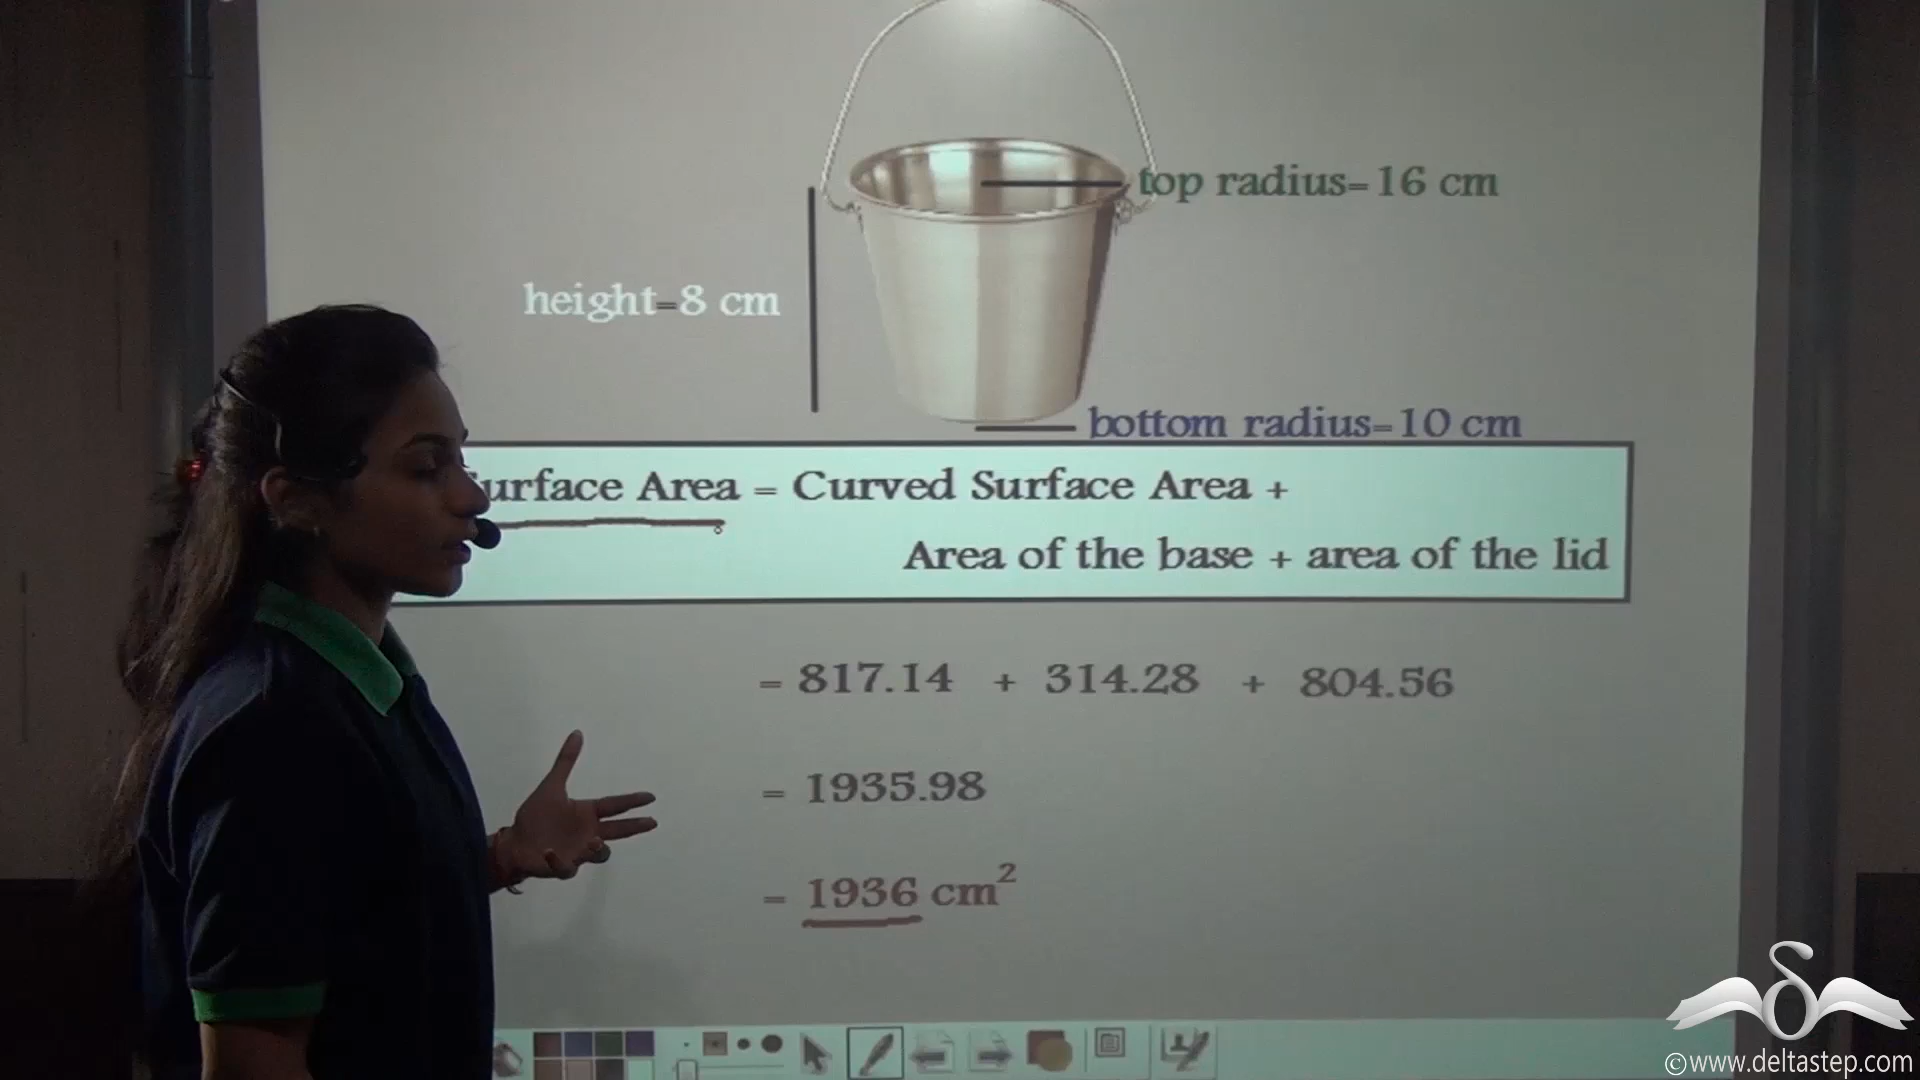 top radius=16 cm
height=8 cm
bottom radius=10 cm
urface Area = Curved Surface Area +
Area of the base + area of the lid
= 817.14 + 314.28 + 804.56
= 1935.98
= 1936 cm²
©www.deltastep.com